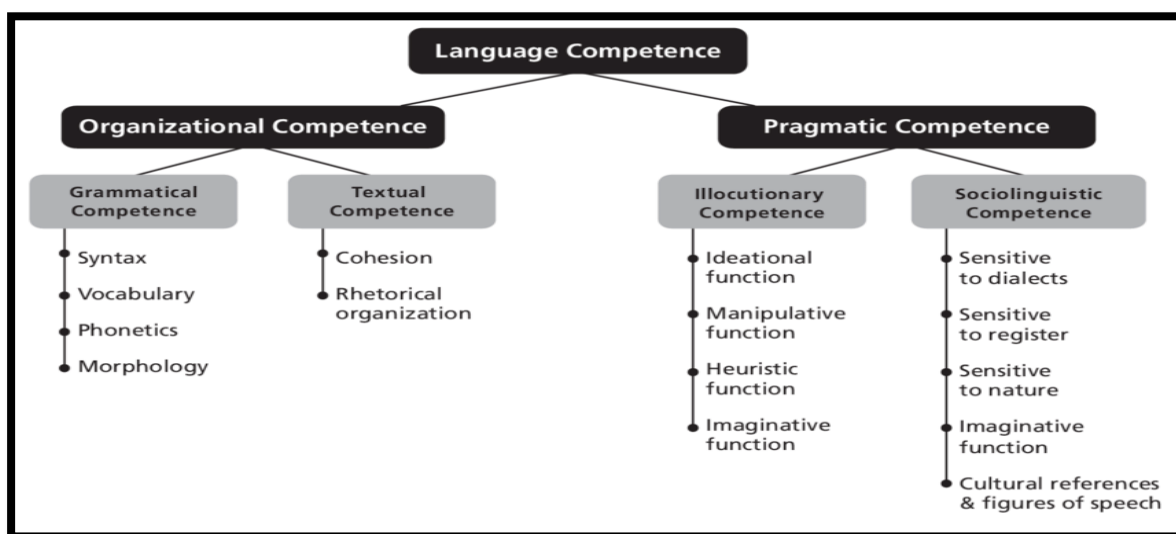 Language Competence
Organizational Competence
Pragmatic Competence
Grammatical
Competence
Syntax
Vocabulary
Phonetics
Morphology
Textual
Competence
Cohesion
Rhetorical
organization
Illocutionary
Competence
Ideational
function
Manipulative
function
Heuristic
function
Imaginative
function
Sociolinguistic
Competence
Sensitive
to dialects
Sensitive
to register
Sensitive
to nature
Imaginative
function
Cultural references
& figures of speech